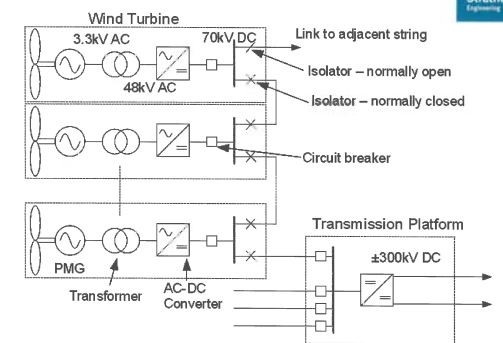 Wind Turbine
3.3kV AC
70kV DC
Link to adjacent string
Isolator – normally open
48kV AC
Isolator – normally closed
Circuit breaker
Transmission Platform
±300kV DC
PMG
Transformer
AC-DC
Converter
Engineering